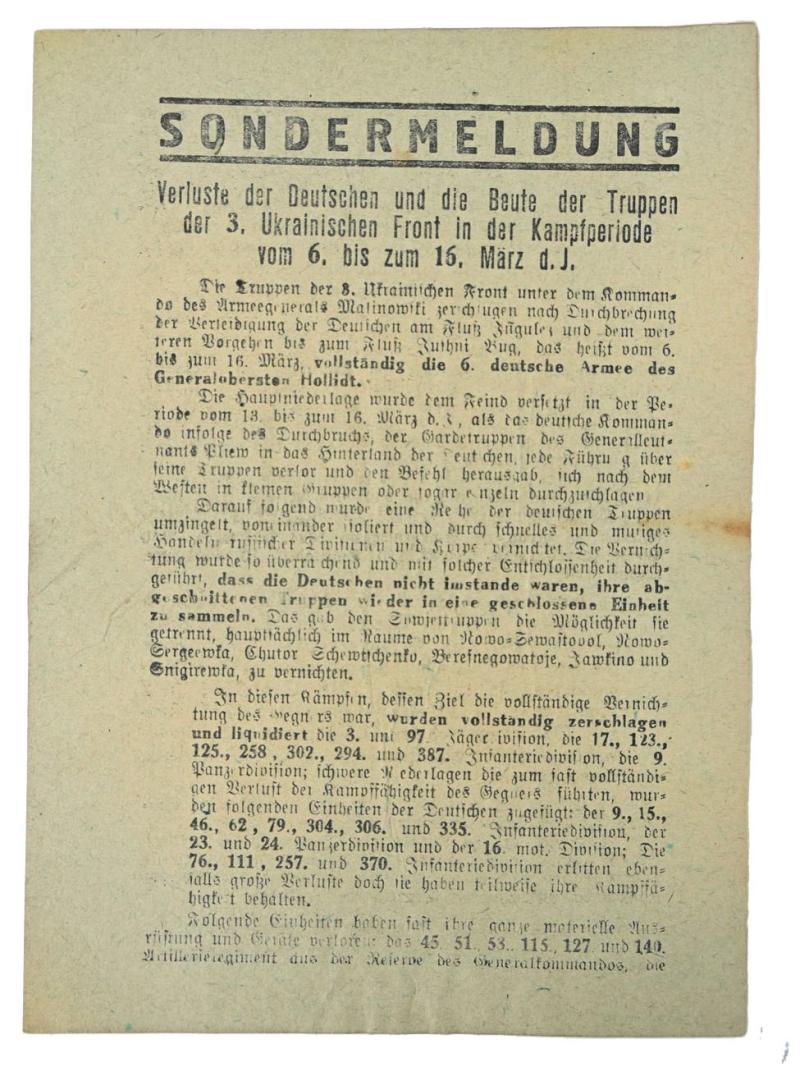 SONDERMELDUNG
Verluste der Deutschen und die Beute der Truppen
der 3. Ukrainischen Front in der Kampfperiode
vom 6. bis zum 16. März d. J.
Die Truppen der 3. Ukrainischen Front unter dem Komman-
do des Armeegenerals Malinowski zerschlugen nach Durchbrechung
der Verteidigung der Deutschen am Fluß Jngulez und dem wei-
teren Vorgehen bis zum Fluß Juthni Bug, das heißt vom 6.
bis zum 16. März, vollständig die 6. deutsche Armee des
Generalobersten Hollidt.
Die Hauptniederlage wurde dem Feind versetzt in der Pe-
riode vom 13. bis zum 16. März d. J., als das deutsche Komman-
do infolge des Durchbruchs, der Gardetruppen des Generalleut-
nants Pliew in das Hinterland der Deutschen, jede Führu g über
seine Truppen verlor und den Befehl herausgab, sich nach dem
Westen in kleinen Gruppen oder sogar einzeln durchzuschlagen
Darauf folgend wurde eine Reihe der deutschen Truppen
umzingelt, voneinander isoliert und durch schnelles und mutiges
Handeln russischer Divisionen und Korps vernichtet. Die Vernich-
tung wurde so überraschend und mit solcher Entschlossenheit durch-
geführt, dass die Deutschen nicht imstande waren, ihre ab-
geschnittenen Truppen wieder in eine geschlossene Einheit
zu sammeln. Das gab den Sowjettruppen die Möglichkeit sie
getrennt, hauptsächlich im Raume von Nowo-Sewastopol, Nowo-
Sergeewka, Chutor Schewtschenko, Beresnegowatoje, Jawkino und
Snigirewka, zu vernichten.
In diesen Kämpfen, dessen Ziel die vollständige Vernich-
tung des Gegners war, wurden vollständig zerschlagen
und liquidiert die 3. und 97. Jägerdivision, die 17., 123.,
125., 258, 302., 294. und 387. Infanteriedivision, die 9.
Panzerdivision; schwere Niederlagen die zum fast vollständi-
gen Verlust der Kampffähigkeit des Gegners führten, wur-
den folgenden Einheiten der Deutschen zugefügt: der 9., 15.,
46., 62, 79., 304., 306. und 335. Infanteriedivision, der
23. und 24. Panzerdivision und der 16. mot. Division; Die
76., 111, 257. und 370. Infanteriedivision erlitten eben-
falls große Verluste doch sie haben teilweise ihre Kampffä-
higkeit behalten.
Folgende Einheiten haben fast ihre ganze materielle Aus-
rüstung und Geräte verloren: das 45. 51., 53., 115., 127. und 140.
Artillerieregiment aus der Reserve des Generalkommandos, die